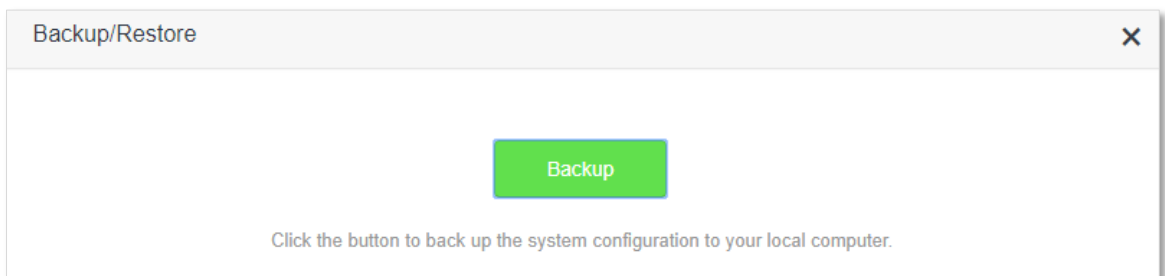 Backup/Restore
Backup
Click the button to back up the system configuration to your local computer.